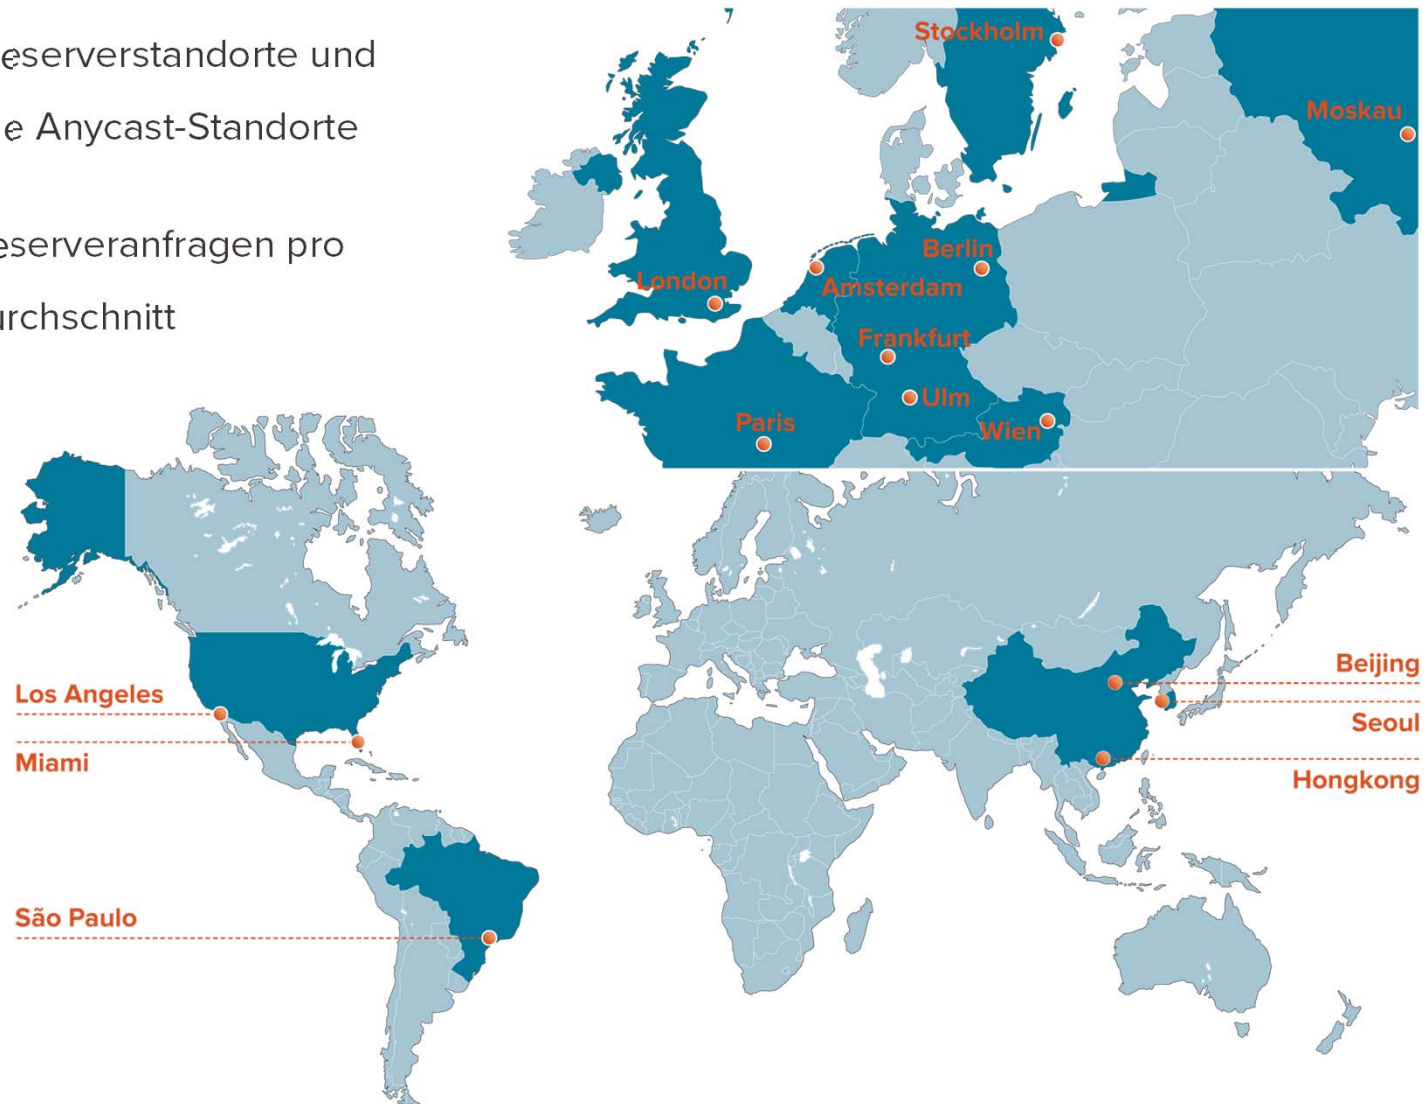 eserverstandorte und
e Anycast-Standorte
eserveranfragen pro
urchschnitt
Stockholm
Moskau
Berlin
London
Amsterdam
Frankfurt
Ulm
Paris
Wien
Los Angeles
Miami
São Paulo
Beijing
Seoul
Hongkong